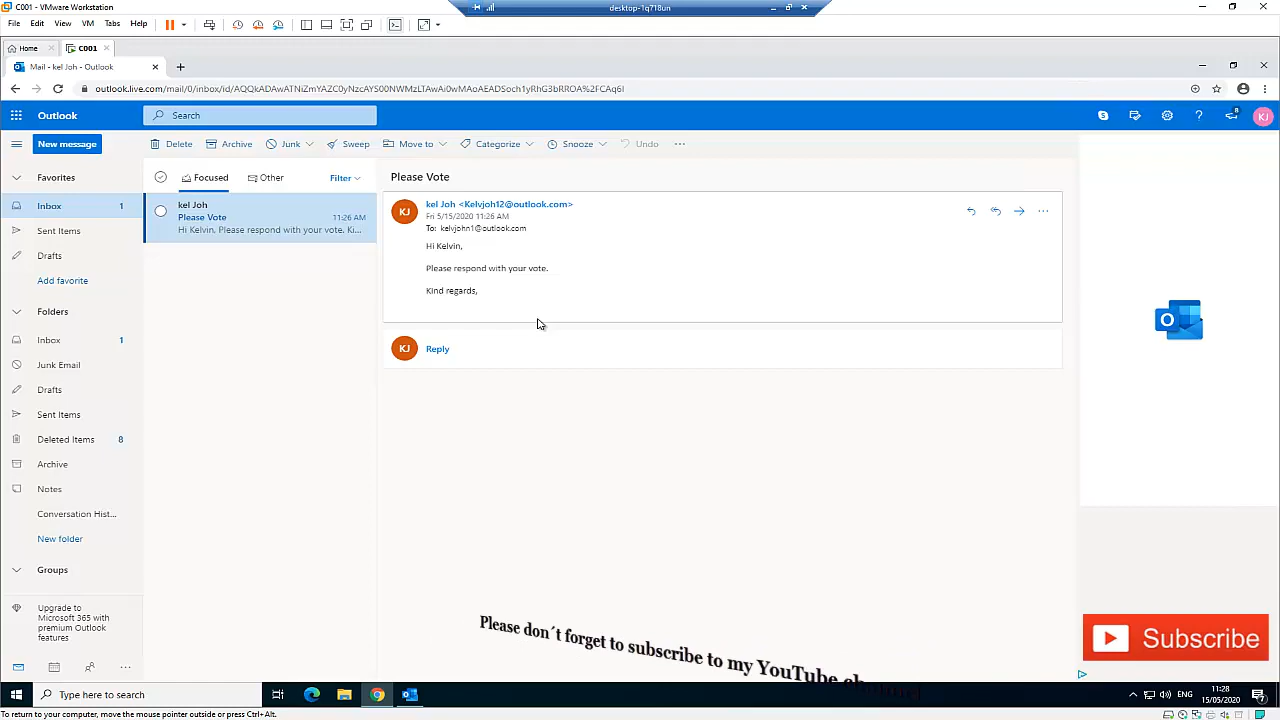 C001 - VMware Workstation
desktop-1q718un
File Edit View VM Tabs Help
Home C001
Mail - kel Joh - Outlook
outlook.live.com/mail/0/inbox/id/AQQkADAwATNiZmYAZC0yNzcAYS00NWMzLTAwAi0wMAoAEADSoch1yRhG3bRROA%2FCAq6I
Outlook Search 8 KJ
New message Delete Archive Junk Sweep Move to Categorize Snooze Undo
Favorites
Inbox 1
Sent Items
Drafts
Add favorite
Folders
Inbox 1
Junk Email
Drafts
Sent Items
Deleted Items 8
Archive
Notes
Conversation Hist...
New folder
Groups
Upgrade to
Microsoft 365 with
premium Outlook
features
Focused Other Filter
kel Joh
Please Vote 11:26 AM
Hi Kelvin, Please respond with your vote. Ki...
Please Vote
KJ
kel Joh <Kelvjoh12@outlook.com>
Fri 5/15/2020 11:26 AM
To: kelvjohn1@outlook.com
Hi Kelvin,
Please respond with your vote.
Kind regards,
KJ Reply
Please don´t forget to subscribe to my YouTube
Subscribe
Type here to search
ENG
11:28
15/05/2020
To return to your computer, move the mouse pointer outside or press Ctrl+Alt.